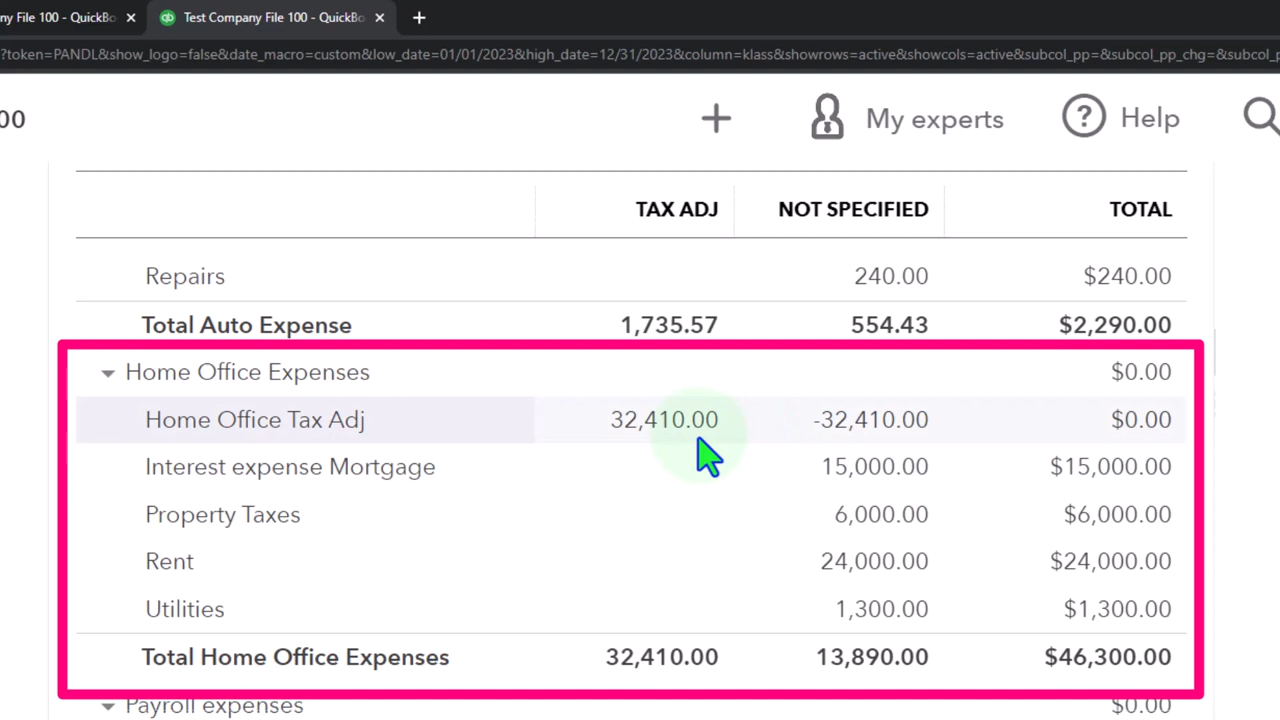 ny File 100 - QuickBo × Test Company File 100 - QuickBo × +
?token=PANDL&show_logo=false&date_macro=custom&low_date=01/01/2023&high_date=12/31/2023&column=klass&showrows=active&showcols=active&subcol_pp=&subcol_pp_chg=&subcol_p
00 + My experts ? Help
TAX ADJ NOT SPECIFIED TOTAL
Repairs 240.00 $240.00
Total Auto Expense 1,735.57 554.43 $2,290.00
Home Office Expenses $0.00
Home Office Tax Adj 32,410.00 -32,410.00 $0.00
Interest expense Mortgage 15,000.00 $15,000.00
Property Taxes 6,000.00 $6,000.00
Rent 24,000.00 $24,000.00
Utilities 1,300.00 $1,300.00
Total Home Office Expenses 32,410.00 13,890.00 $46,300.00
Payroll expenses $0.00